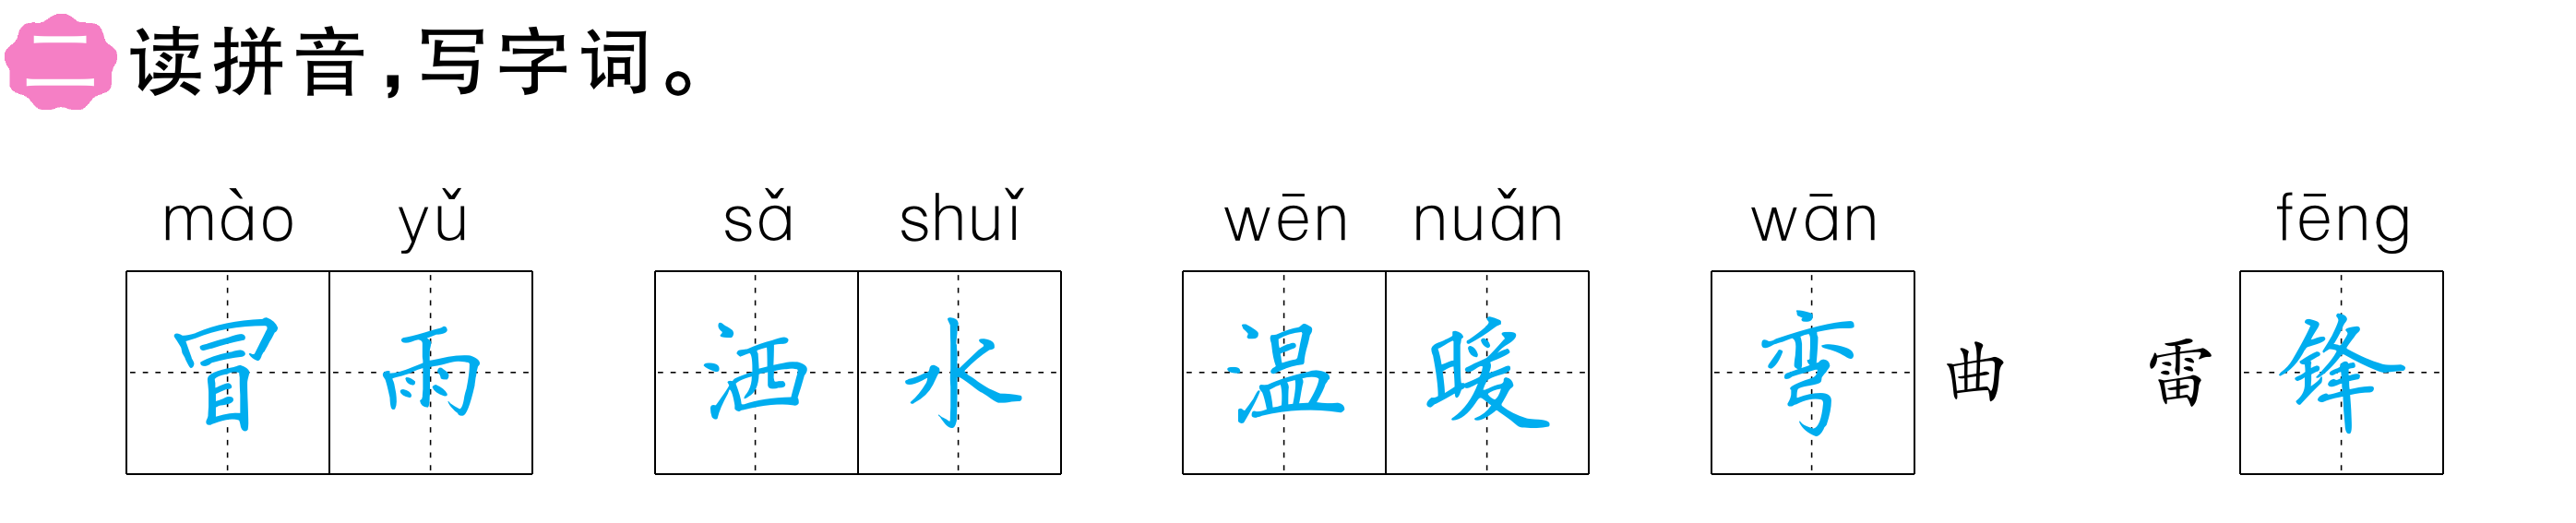 二 读拼音,写字词。
mào yǔ sǎ shuǐ wēn nuǎn wān fēng
冒雨 洒水 温暖 弯曲 雷锋